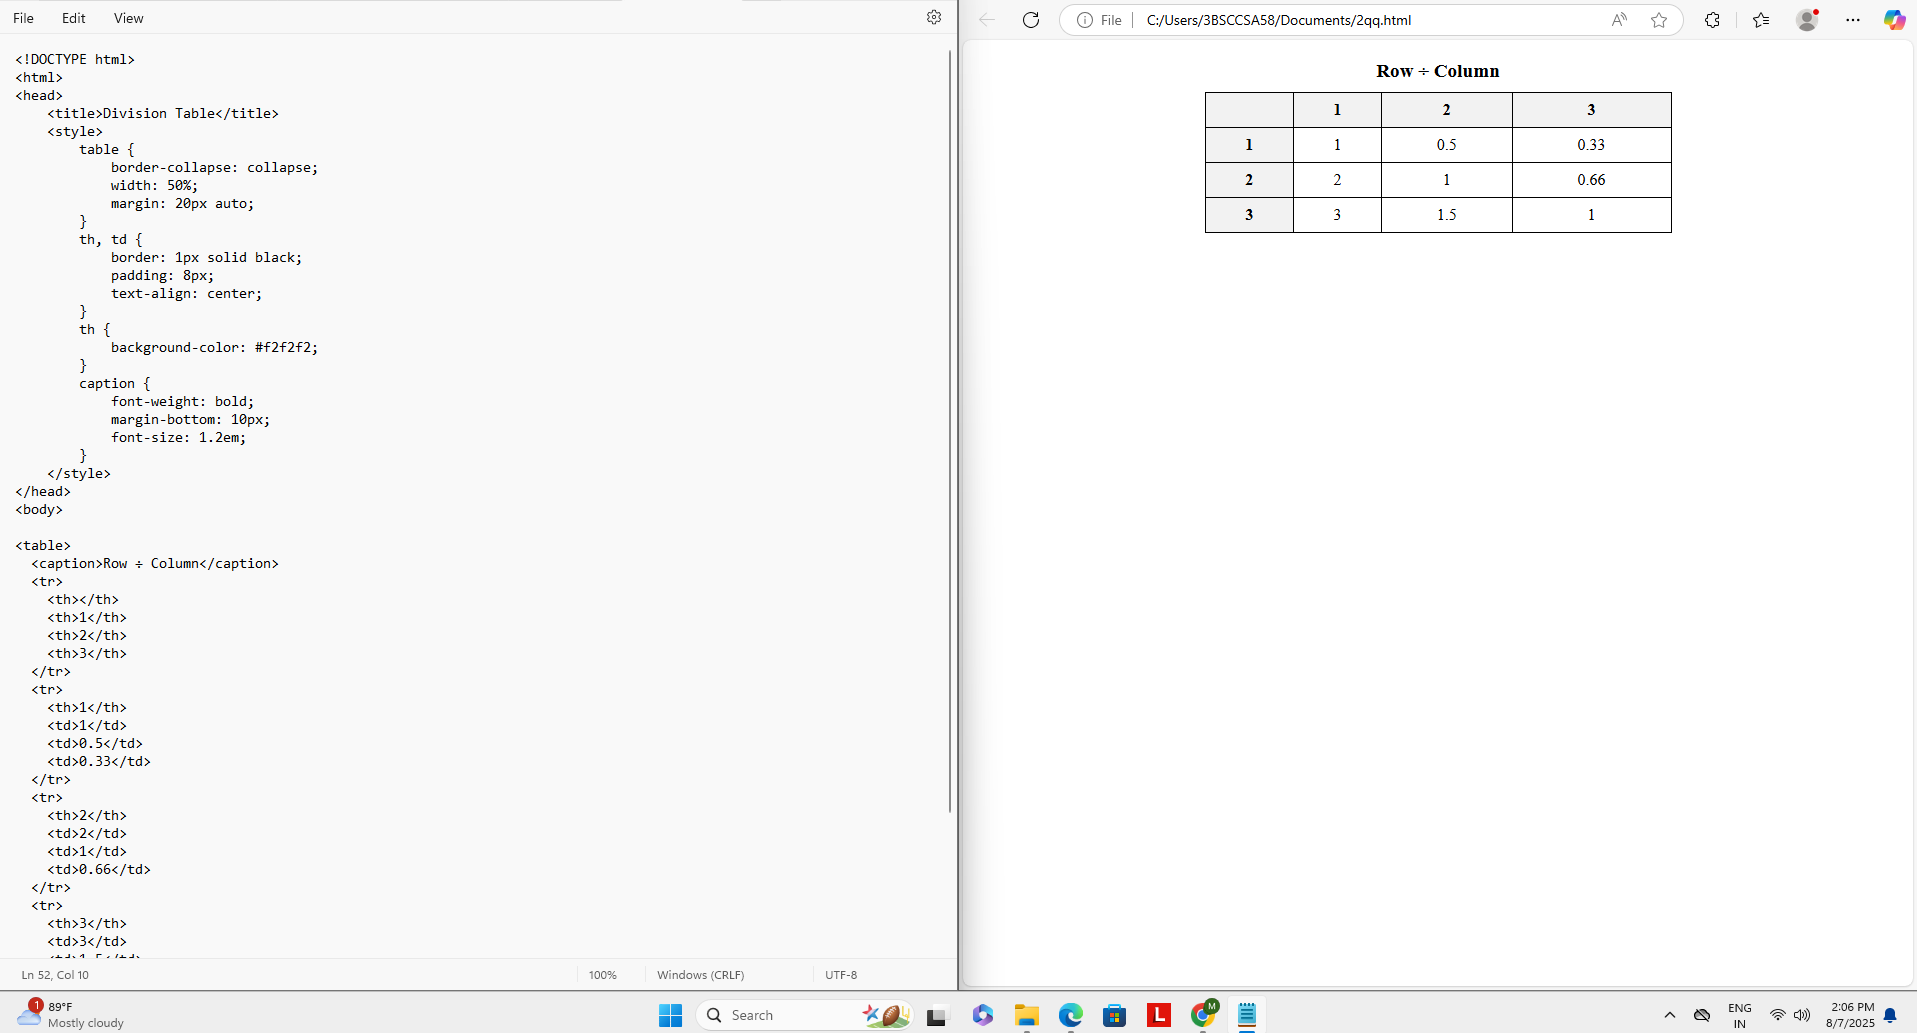 File Edit View
<!DOCTYPE html>
<html>
<head>
    <title>Division Table</title>
    <style>
        table {
            border-collapse: collapse;
            width: 50%;
            margin: 20px auto;
        }
        th, td {
            border: 1px solid black;
            padding: 8px;
            text-align: center;
        }
        th {
            background-color: #f2f2f2;
        }
        caption {
            font-weight: bold;
            margin-bottom: 10px;
            font-size: 1.2em;
        }
    </style>
</head>
<body>

<table>
  <caption>Row ÷ Column</caption>
  <tr>
    <th></th>
    <th>1</th>
    <th>2</th>
    <th>3</th>
  </tr>
  <tr>
    <th>1</th>
    <td>1</td>
    <td>0.5</td>
    <td>0.33</td>
  </tr>
  <tr>
    <th>2</th>
    <td>2</td>
    <td>1</td>
    <td>0.66</td>
  </tr>
  <tr>
    <th>3</th>
    <td>3</td>
    <td>1.5</td>
Ln 52, Col 10 100% Windows (CRLF) UTF-8
File C:/Users/3BSCCSA58/Documents/2qq.html
Row ÷ Column
1 2 3
1 1 0.5 0.33
2 2 1 0.66
3 3 1.5 1
1 89°F
Mostly cloudy
Search
L
M
ENG
IN
2:06 PM
8/7/2025